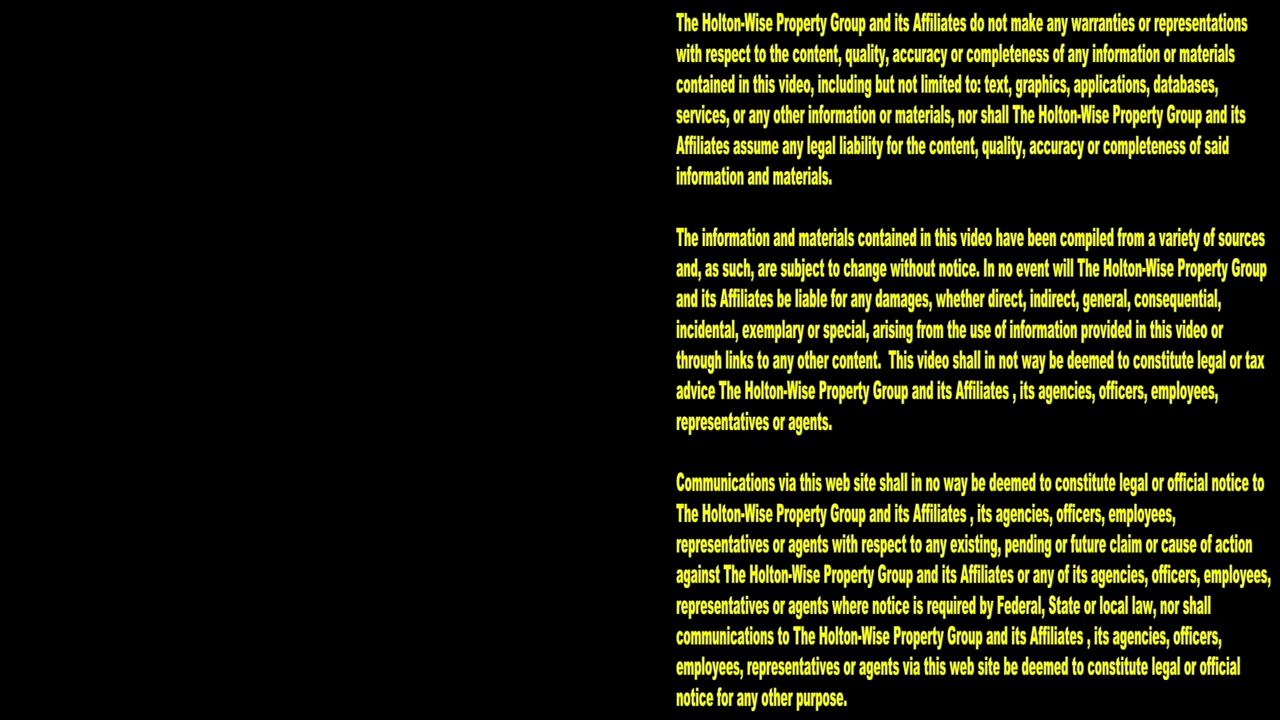 The Holton-Wise Property Group and its Affiliates do not make any warranties or representations
with respect to the content, quality, accuracy or completeness of any information or materials
contained in this video, including but not limited to: text, graphics, applications, databases,
services, or any other information or materials, nor shall The Holton-Wise Property Group and its
Affiliates assume any legal liability for the content, quality, accuracy or completeness of said
information and materials.
The information and materials contained in this video have been compiled from a variety of sources
and, as such, are subject to change without notice. In no event will The Holton-Wise Property Group
and its Affiliates be liable for any damages, whether direct, indirect, general, consequential,
incidental, exemplary or special, arising from the use of information provided in this video or
through links to any other content.  This video shall in not way be deemed to constitute legal or tax
advice The Holton-Wise Property Group and its Affiliates , its agencies, officers, employees,
representatives or agents.
Communications via this web site shall in no way be deemed to constitute legal or official notice to
The Holton-Wise Property Group and its Affiliates , its agencies, officers, employees,
representatives or agents with respect to any existing, pending or future claim or cause of action
against The Holton-Wise Property Group and its Affiliates or any of its agencies, officers, employees,
representatives or agents where notice is required by Federal, State or local law, nor shall
communications to The Holton-Wise Property Group and its Affiliates , its agencies, officers,
employees, representatives or agents via this web site be deemed to constitute legal or official
notice for any other purpose.